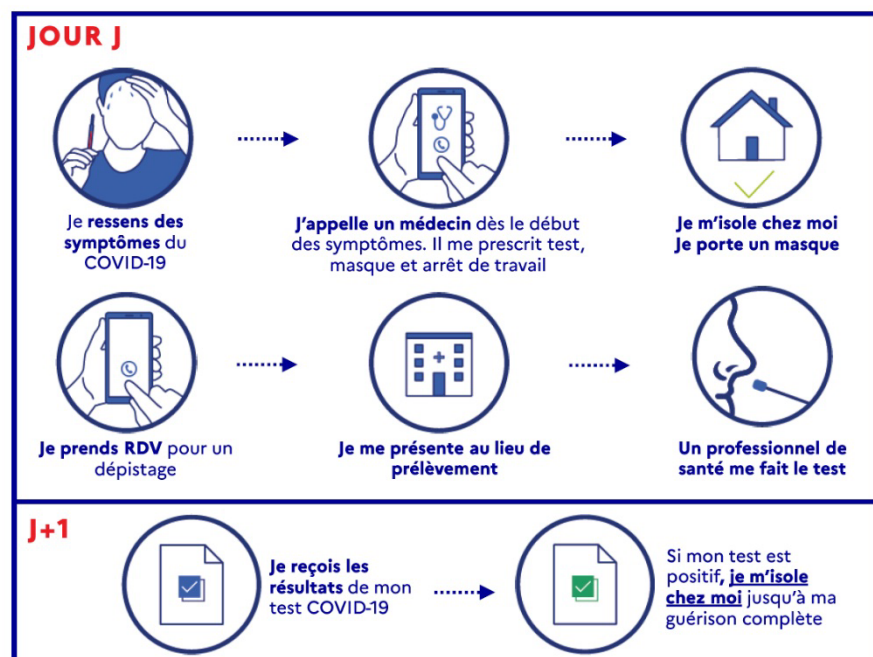 JOUR J
Je ressens des
symptômes du
COVID-19
J'appelle un médecin dès le début
des symptômes. Il me prescrit test,
masque et arrêt de travail
Je m'isole chez moi
Je porte un masque
Je prends RDV pour un
dépistage
Je me présente au lieu de
prélèvement
Un professionnel de
santé me fait le test
J+1
Je reçois les
résultats de mon
test COVID-19
Si mon test est
positif, je m'isole
chez moi jusqu'à ma
guérison complète